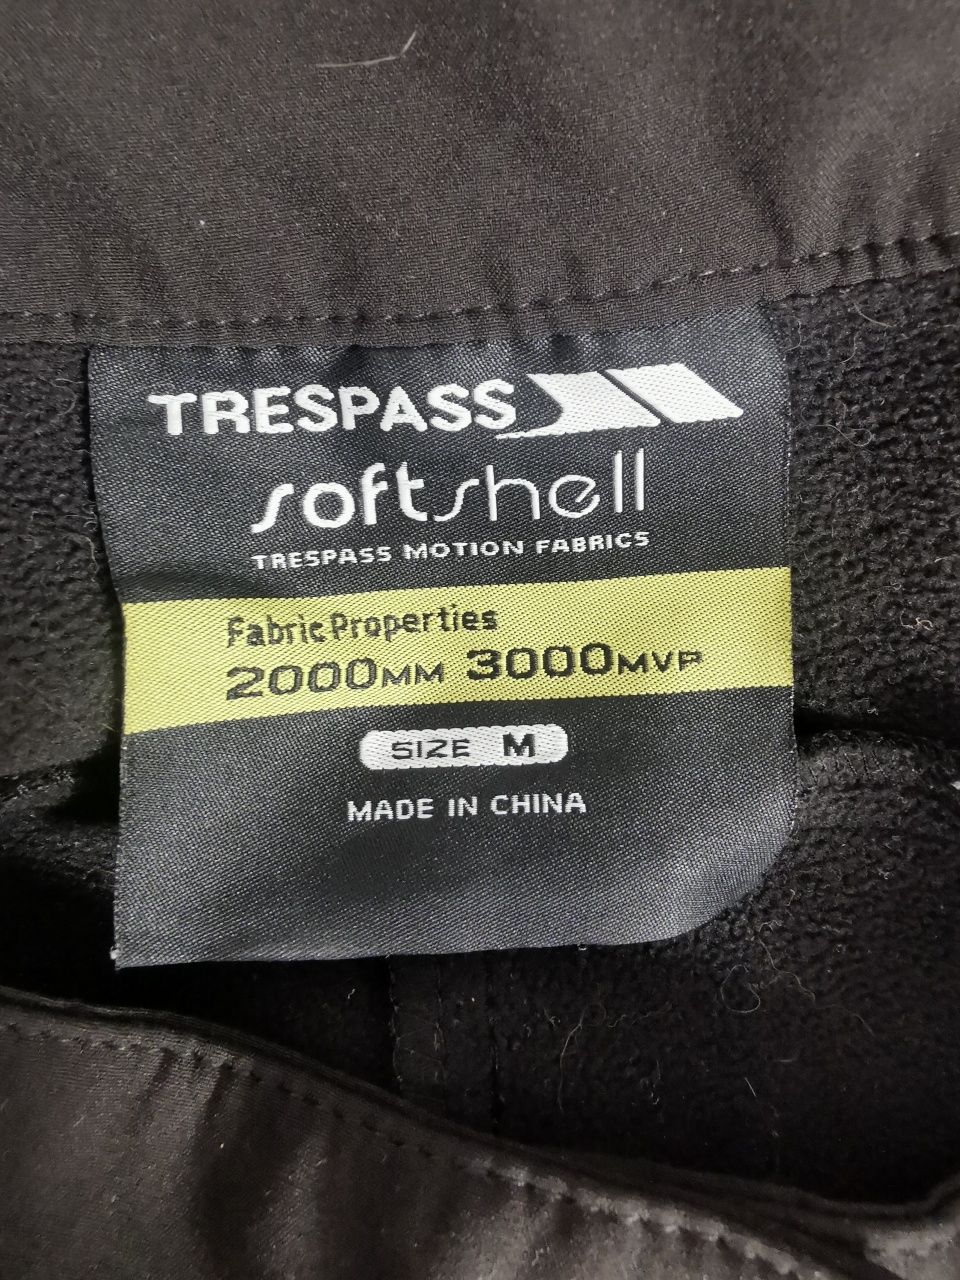 TRESPASS
softshell
TRESPASS MOTION FABRICS
Fabric Properties
2000MM 3000MVP
SIZE M
MADE IN CHINA